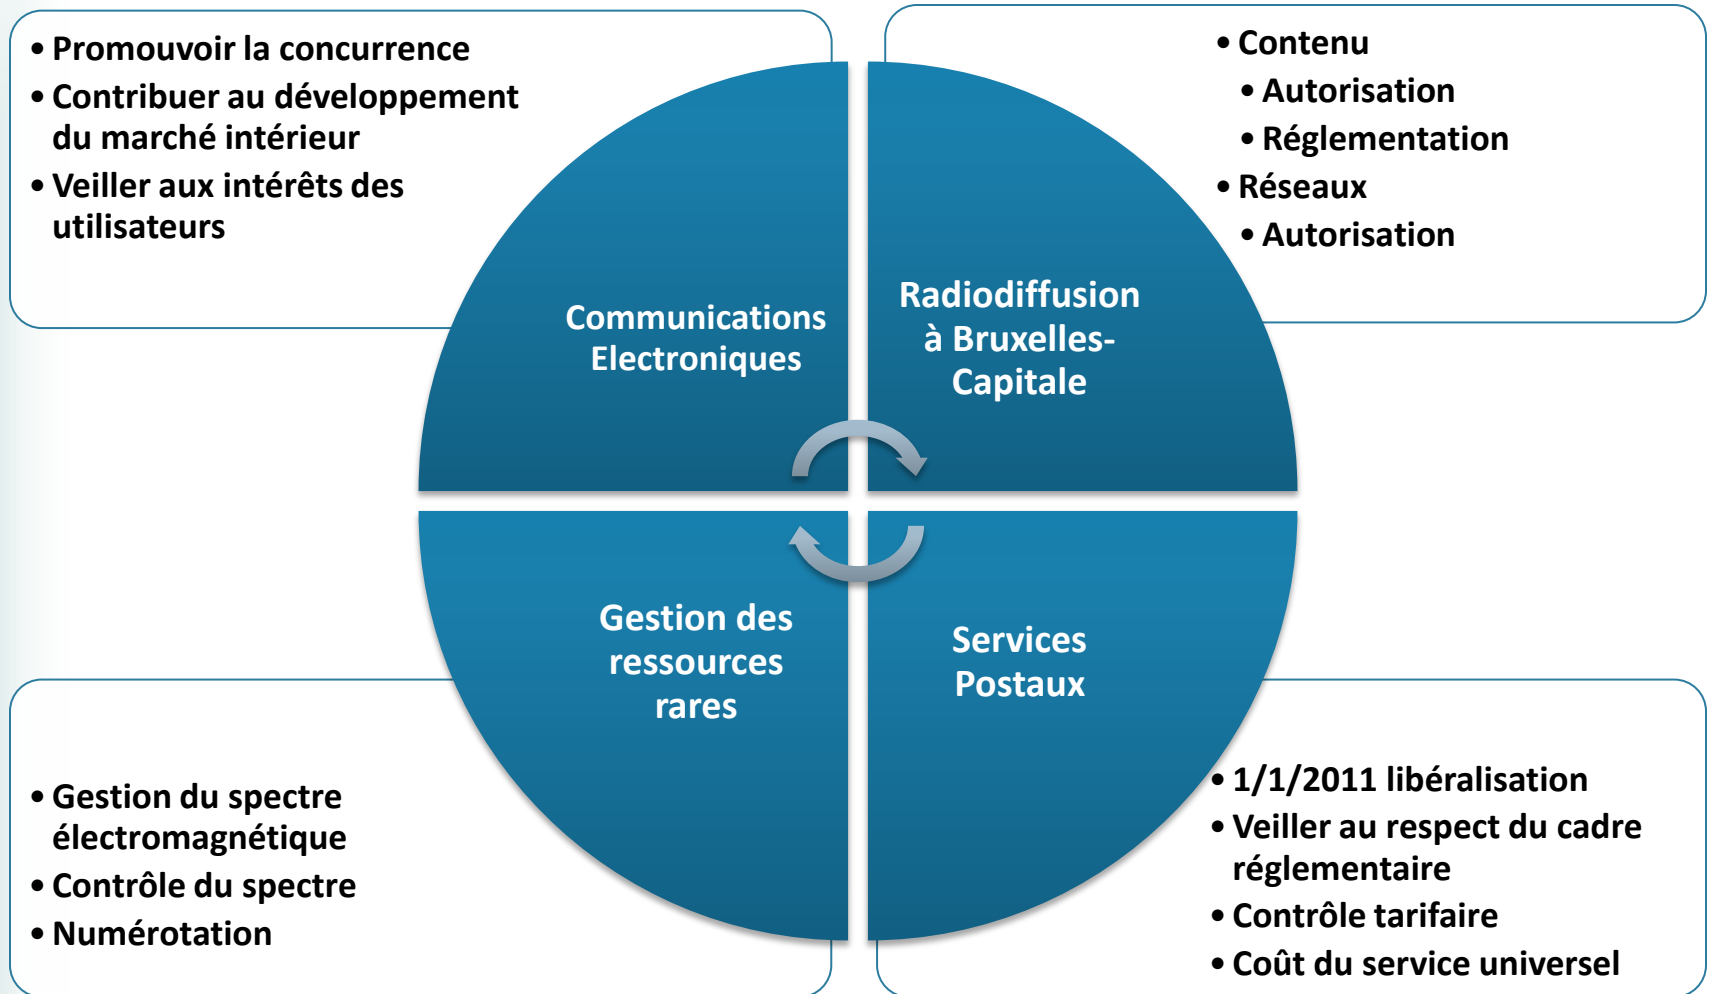 • Promouvoir la concurrence
• Contribuer au développement
du marché intérieur
• Veiller aux intérêts des
utilisateurs
• Contenu
• Autorisation
• Réglementation
• Réseaux
• Autorisation
Communications
Electroniques
Radiodiffusion
à Bruxelles-
Capitale
Gestion des
ressources
rares
Services
Postaux
• Gestion du spectre
électromagnétique
• Contrôle du spectre
• Numérotation
• 1/1/2011 libéralisation
• Veiller au respect du cadre
réglementaire
• Contrôle tarifaire
• Coût du service universel